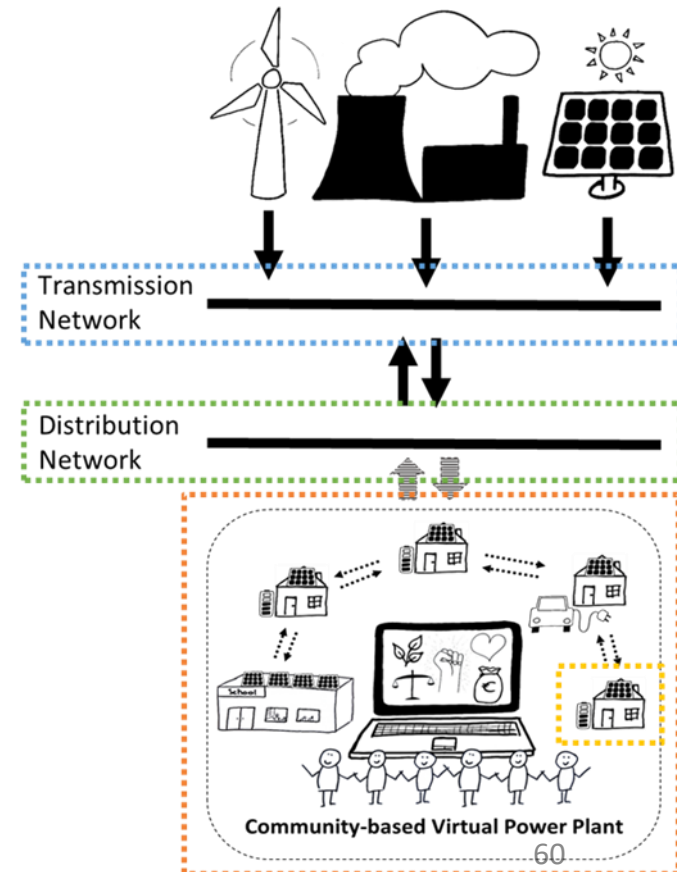 Transmission
Network
Distribution
Network
School
€
Community-based Virtual Power Plant
60